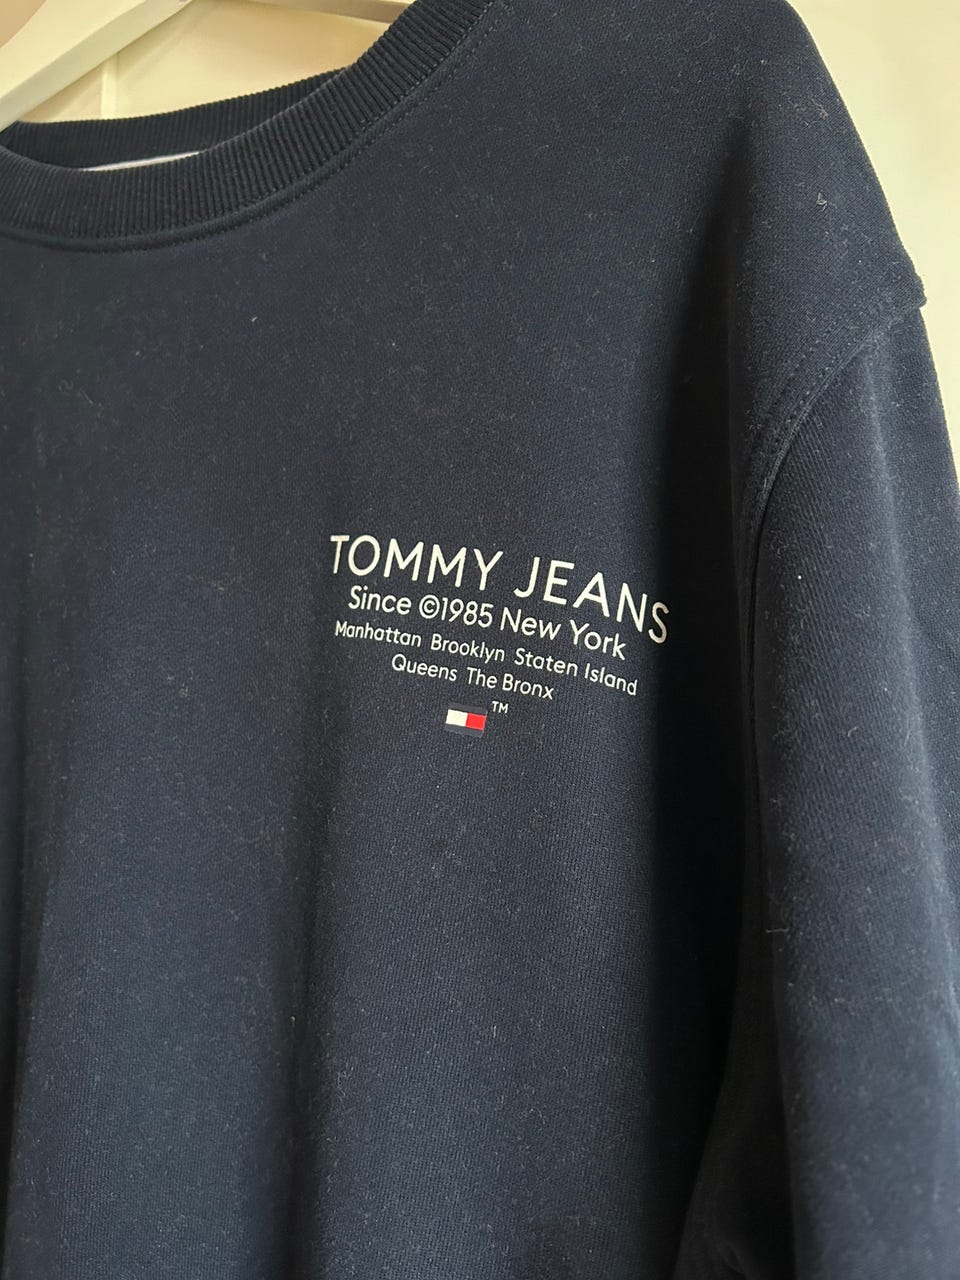 TOMMY JEANS
Since ©1985 New York
Manhattan Brooklyn Staten Island
Queens The Bronx
TM